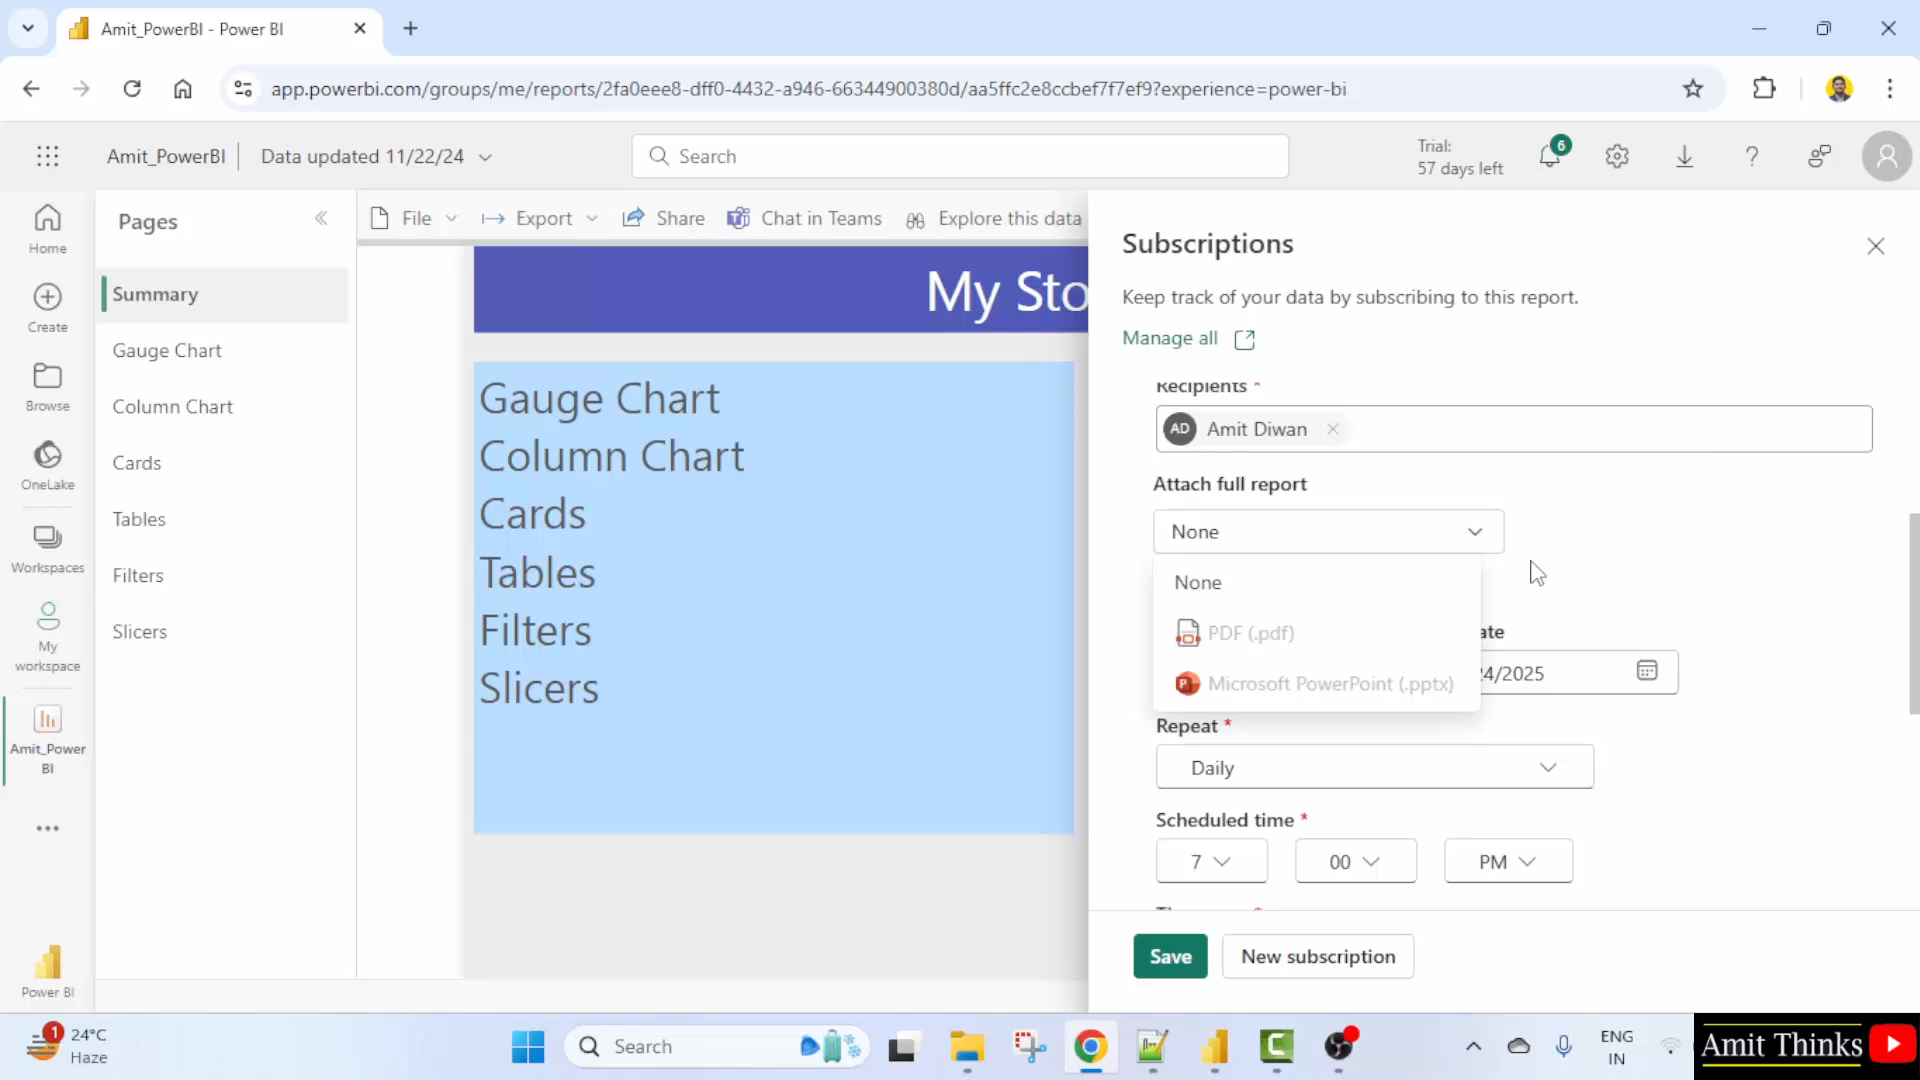 Amit_PowerBI - Power BI
app.powerbi.com/groups/me/reports/2fa0eee8-dff0-4432-a946-66344900380d/aa5ffc2e8ccbef7f7ef9?experience=power-bi
Amit_PowerBI
Data updated 11/22/24
Search
Trial:
57 days left
6
Home
Create
Browse
OneLake
Workspaces
My
workspace
Amit_Power
BI
Power BI
Pages
Summary
Gauge Chart
Column Chart
Cards
Tables
Filters
Slicers
File
Export
Share
Chat in Teams
Explore this data
My Sto
Gauge Chart
Column Chart
Cards
Tables
Filters
Slicers
Subscriptions
Keep track of your data by subscribing to this report.
Manage all
Recipients *
AD Amit Diwan
Attach full report
None
None
PDF (.pdf)
Microsoft PowerPoint (.pptx)
ate
24/2025
Repeat *
Daily
Scheduled time *
7 00 PM
Save
New subscription
1
24°C
Haze
Search
ENG
IN
Amit Thinks